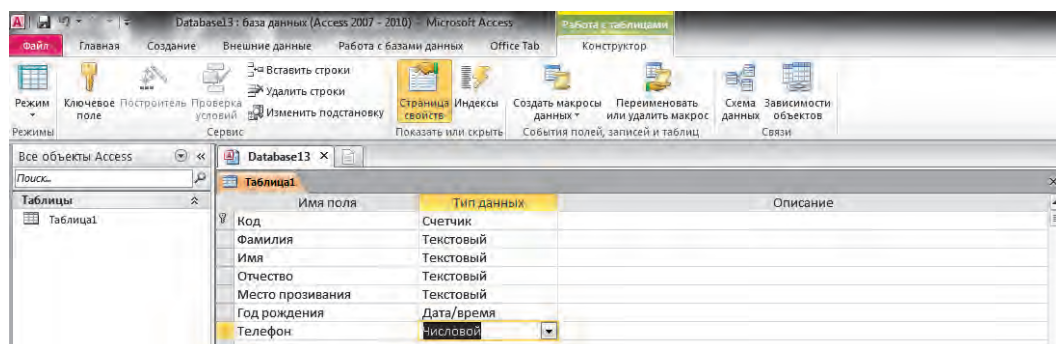 Database13 : база данных (Access 2007 - 2010) - Microsoft Access
Работа с таблицами
Файл Главная Создание Внешние данные Работа с базами данных Office Tab Конструктор
Режим
Ключевое поле
Построитель
Проверка условий
Вставить строки
Удалить строки
Изменить подстановку
Страница свойств
Индексы
Создать макросы данных
Переименовать или удалить макрос
Схема данных
Зависимости объектов
Режимы Сервис Показать или скрыть События полей, записей и таблиц Связи
Все объекты Access
Database13
Поиск...
Таблица1
Таблицы
Таблица1
Имя поля Тип данных Описание
Код Счетчик
Фамилия Текстовый
Имя Текстовый
Отчество Текстовый
Место прозивания Текстовый
Год рождения Дата/время
Телефон Числовой